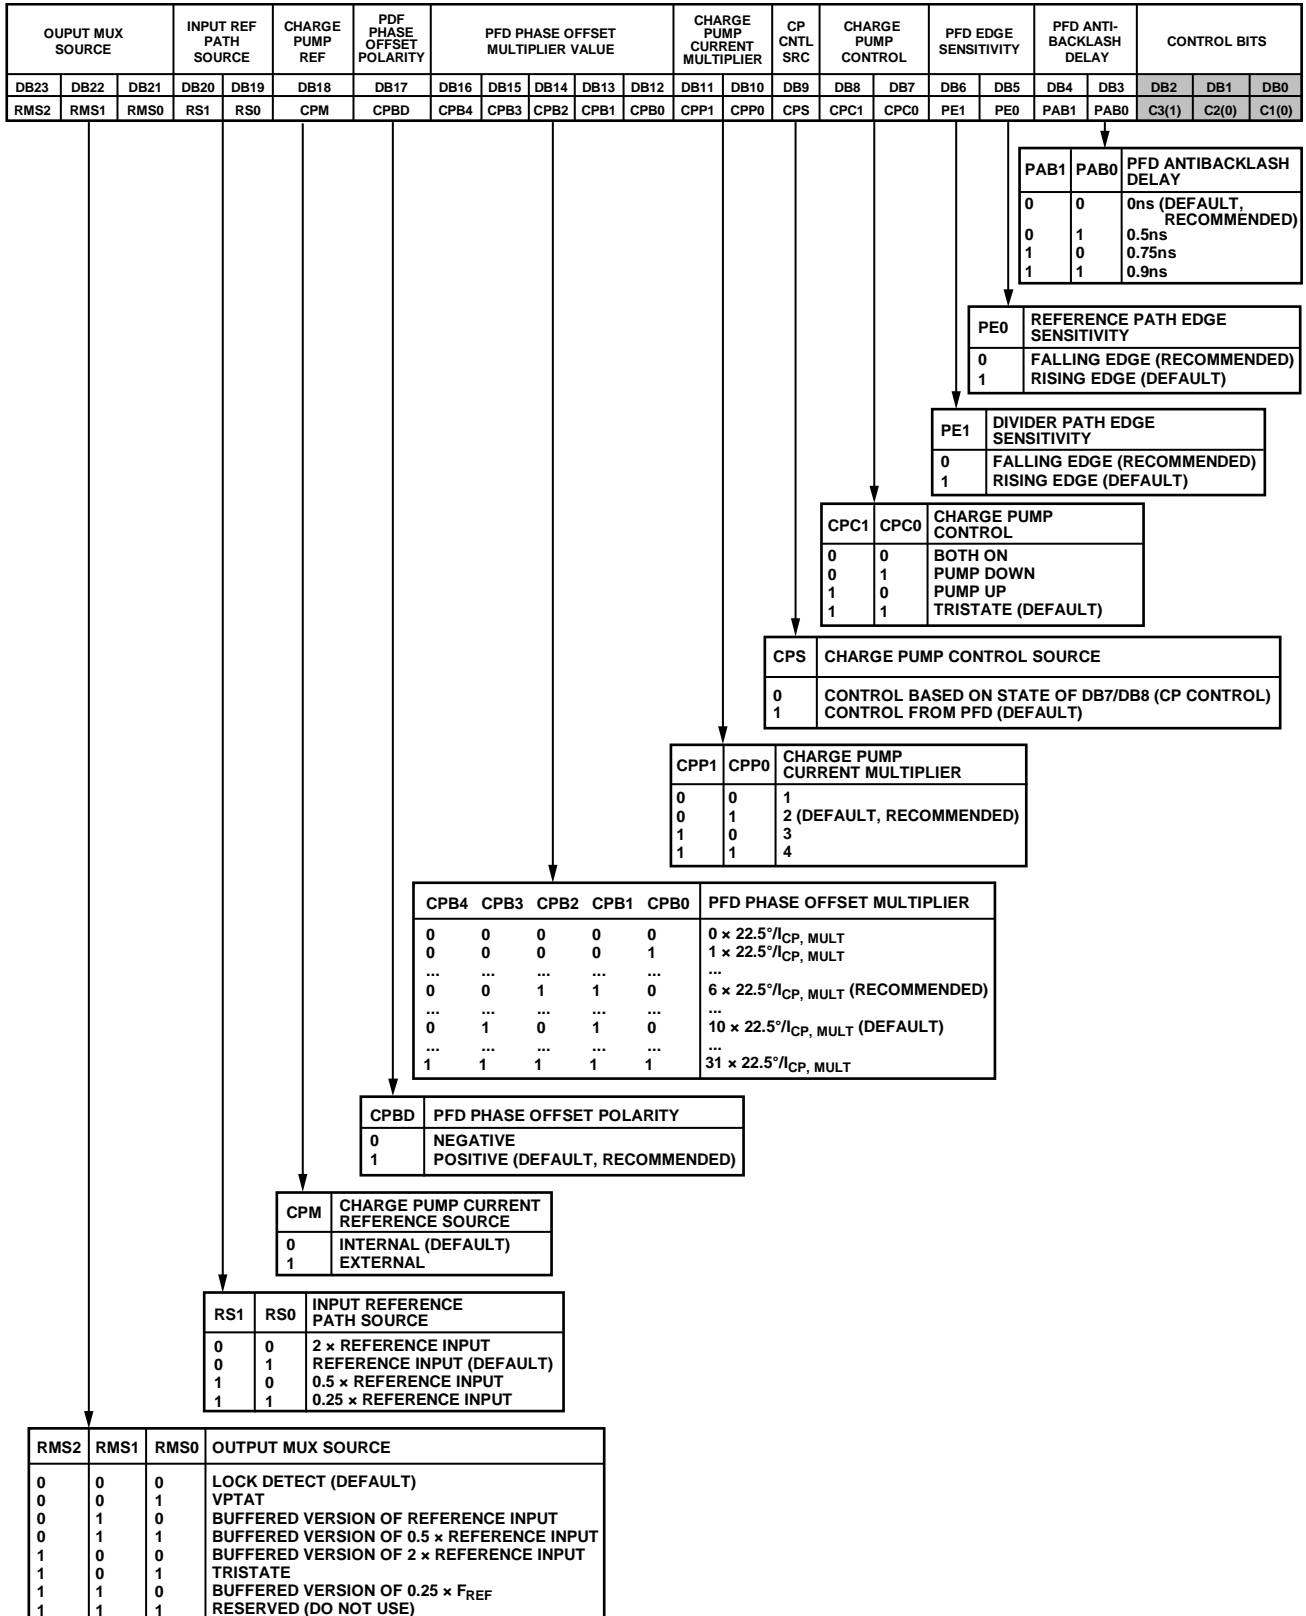 OUPUT MUX SOURCE
INPUT REF PATH SOURCE
CHARGE PUMP REF
PDF PHASE OFFSET POLARITY
PFD PHASE OFFSET MULTIPLIER VALUE
CHARGE PUMP CURRENT MULTIPLIER
CP CNTL SRC
CHARGE PUMP CONTROL
PFD EDGE SENSITIVITY
PFD ANTI-BACKLASH DELAY
CONTROL BITS
DB23 DB22 DB21 DB20 DB19 DB18 DB17 DB16 DB15 DB14 DB13 DB12 DB11 DB10 DB9 DB8 DB7 DB6 DB5 DB4 DB3 DB2 DB1 DB0
RMS2 RMS1 RMS0 RS1 RS0 CPM CPBD CPB4 CPB3 CPB2 CPB1 CPB0 CPP1 CPP0 CPS CPC1 CPC0 PE1 PE0 PAB1 PAB0 C3(1) C2(0) C1(0)
PAB1 PAB0 PFD ANTIBACKLASH
DELAY
0 0 0ns (DEFAULT,
RECOMMENDED)
0 1 0.5ns
1 0 0.75ns
1 1 0.9ns
PE0 REFERENCE PATH EDGE
SENSITIVITY
0 FALLING EDGE (RECOMMENDED)
1 RISING EDGE (DEFAULT)
PE1 DIVIDER PATH EDGE
SENSITIVITY
0 FALLING EDGE (RECOMMENDED)
1 RISING EDGE (DEFAULT)
CPC1 CPC0 CHARGE PUMP
CONTROL
0 0 BOTH ON
0 1 PUMP DOWN
1 0 PUMP UP
1 1 TRISTATE (DEFAULT)
CPS CHARGE PUMP CONTROL SOURCE
0 CONTROL BASED ON STATE OF DB7/DB8 (CP CONTROL)
1 CONTROL FROM PFD (DEFAULT)
CPP1 CPP0 CHARGE PUMP
CURRENT MULTIPLIER
0 0 1
0 1 2 (DEFAULT, RECOMMENDED)
1 0 3
1 1 4
CPB4 CPB3 CPB2 CPB1 CPB0 PFD PHASE OFFSET MULTIPLIER
0 0 0 0 0 0 × 22.5°/ICP, MULT
0 0 0 0 1 1 × 22.5°/ICP, MULT
... ... ... ... ... ...
0 0 1 1 0 6 × 22.5°/ICP, MULT (RECOMMENDED)
... ... ... ... ... ...
0 1 0 1 0 10 × 22.5°/ICP, MULT (DEFAULT)
... ... ... ... ... ...
1 1 1 1 1 31 × 22.5°/ICP, MULT
CPBD PFD PHASE OFFSET POLARITY
0 NEGATIVE
1 POSITIVE (DEFAULT, RECOMMENDED)
CPM CHARGE PUMP CURRENT
REFERENCE SOURCE
0 INTERNAL (DEFAULT)
1 EXTERNAL
RS1 RS0 INPUT REFERENCE
PATH SOURCE
0 0 2 × REFERENCE INPUT
0 1 REFERENCE INPUT (DEFAULT)
1 0 0.5 × REFERENCE INPUT
1 1 0.25 × REFERENCE INPUT
RMS2 RMS1 RMS0 OUTPUT MUX SOURCE
0 0 0 LOCK DETECT (DEFAULT)
0 0 1 VPTAT
0 1 0 BUFFERED VERSION OF REFERENCE INPUT
0 1 1 BUFFERED VERSION OF 0.5 × REFERENCE INPUT
1 0 0 BUFFERED VERSION OF 2 × REFERENCE INPUT
1 0 1 TRISTATE
1 1 0 BUFFERED VERSION OF 0.25 × FREF
1 1 1 RESERVED (DO NOT USE)